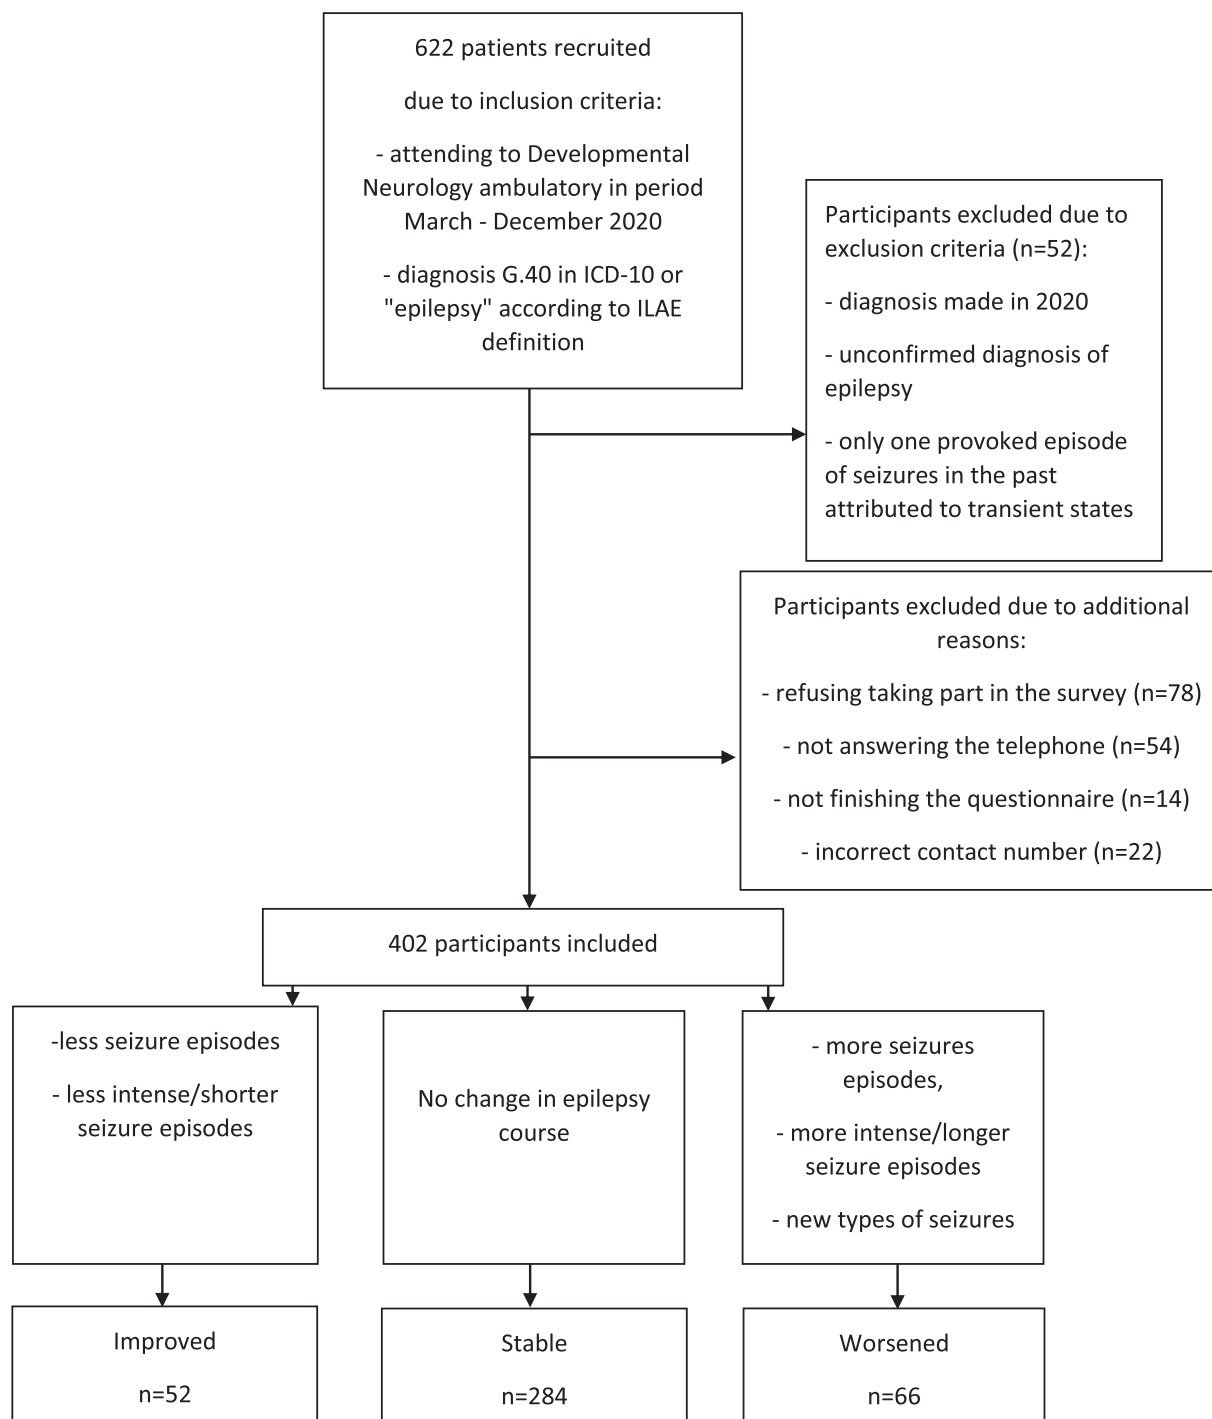 622 patients recruited
due to inclusion criteria:
- attending to Developmental
Neurology ambulatory in period
March - December 2020
- diagnosis G.40 in ICD-10 or
"epilepsy" according to ILAE
definition
Participants excluded due to
exclusion criteria (n=52):
- diagnosis made in 2020
- unconfirmed diagnosis of
epilepsy
- only one provoked episode
of seizures in the past
attributed to transient states
Participants excluded due to additional
reasons:
- refusing taking part in the survey (n=78)
- not answering the telephone (n=54)
- not finishing the questionnaire (n=14)
- incorrect contact number (n=22)
402 participants included
-less seizure episodes
- less intense/shorter
seizure episodes
No change in epilepsy
course
- more seizures
episodes,
- more intense/longer
seizure episodes
- new types of seizures
Improved
n=52
Stable
n=284
Worsened
n=66